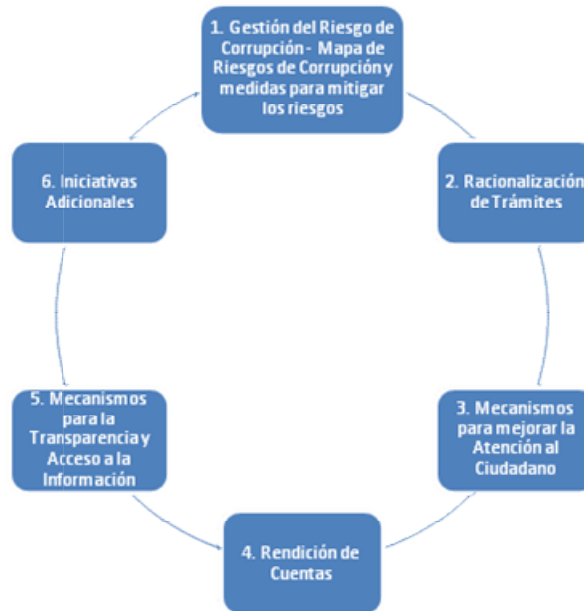 1. Gestión del Riesgo de
Corrupción - Mapa de
Riesgos de Corrupción y
medidas para mitigar
los riesgos
2. Racionalización
de Trámites
3. Mecanismos
para mejorar la
Atención al
Ciudadano
4. Rendición de
Cuentas
5. Mecanismos
para la
Transparencia y
Acceso a la
Información
6. Iniciativas
Adicionales